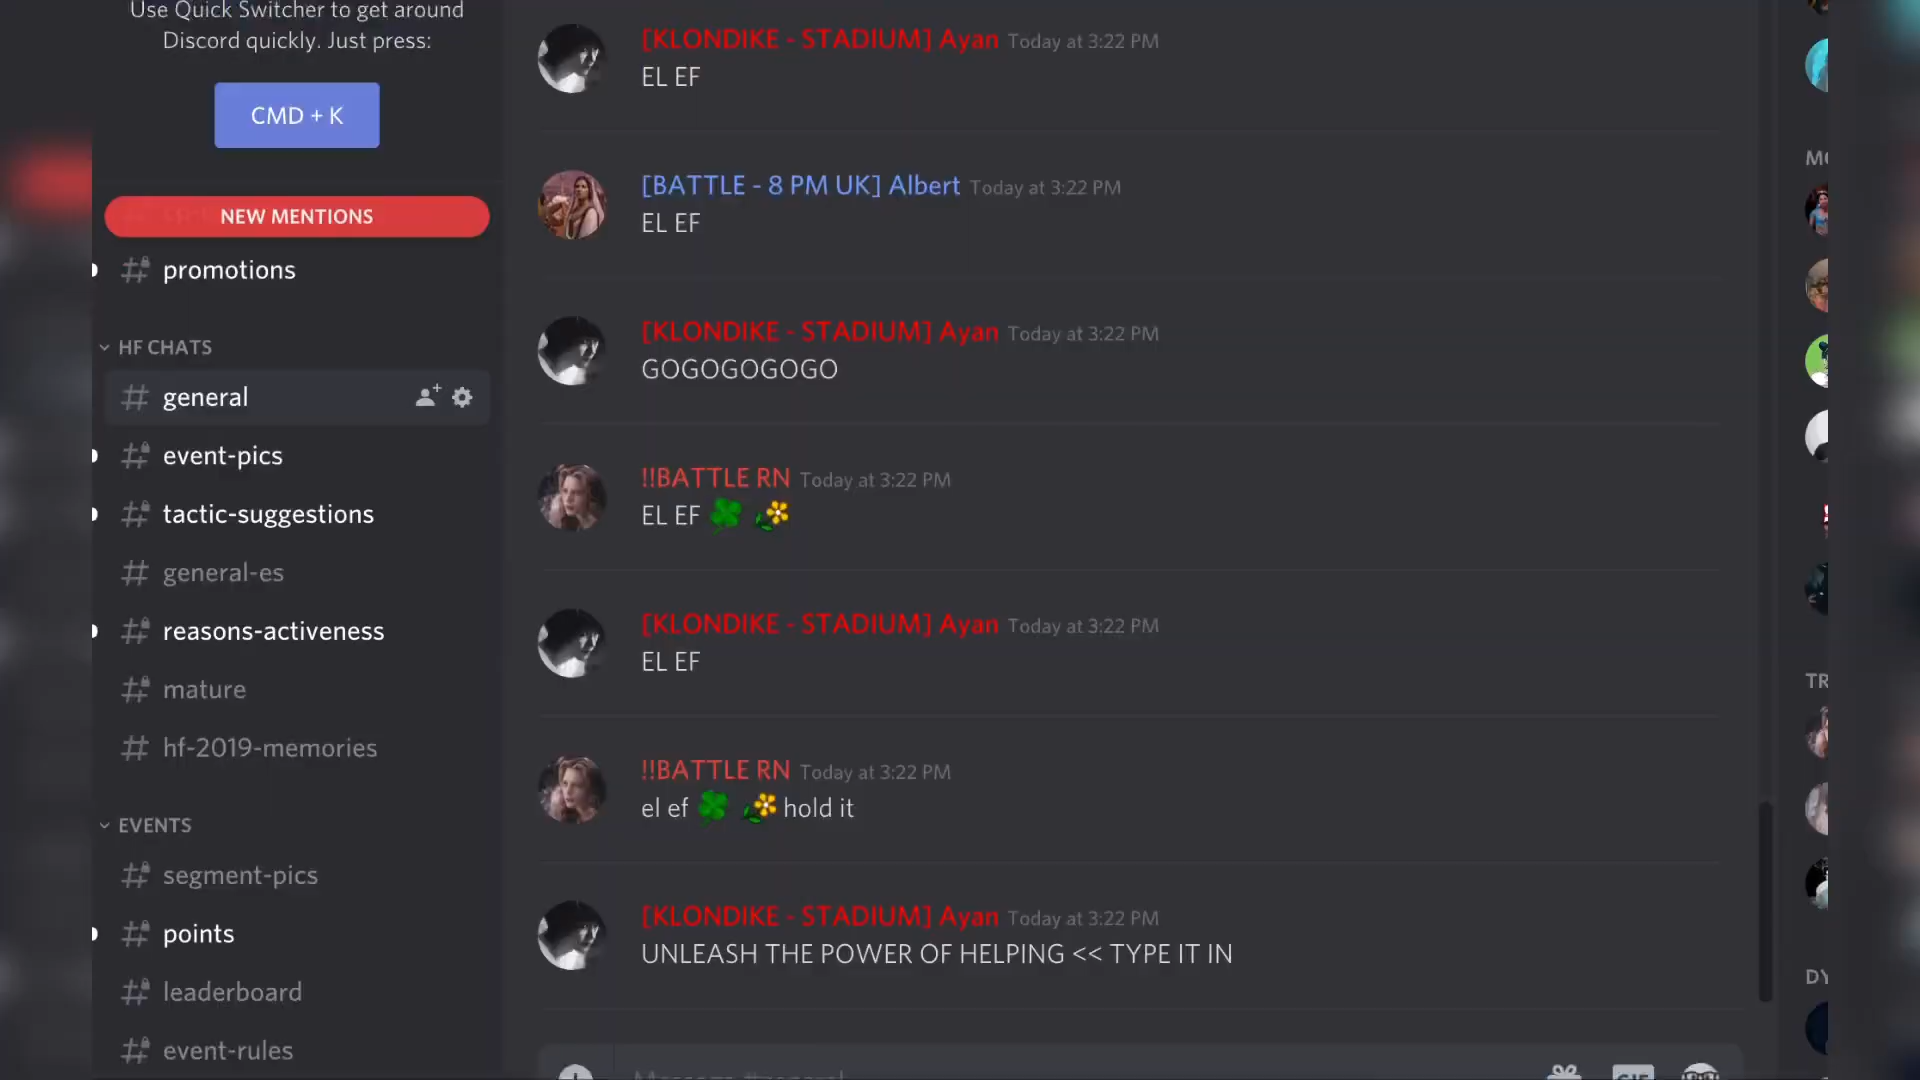 Use Quick Switcher to get around
Discord quickly. Just press:
CMD + K
NEW MENTIONS
promotions
HF CHATS
general
event-pics
tactic-suggestions
general-es
reasons-activeness
mature
hf-2019-memories
EVENTS
segment-pics
points
leaderboard
event-rules
[KLONDIKE - STADIUM] Ayan Today at 3:22 PM
EL EF
[BATTLE - 8 PM UK] Albert Today at 3:22 PM
EL EF
[KLONDIKE - STADIUM] Ayan Today at 3:22 PM
GOGOGOGOGO
!!BATTLE RN Today at 3:22 PM
EL EF 🍀 🌼
[KLONDIKE - STADIUM] Ayan Today at 3:22 PM
EL EF
!!BATTLE RN Today at 3:22 PM
el ef 🍀 🌼 hold it
[KLONDIKE - STADIUM] Ayan Today at 3:22 PM
UNLEASH THE POWER OF HELPING << TYPE IT IN
MO
TR
DY